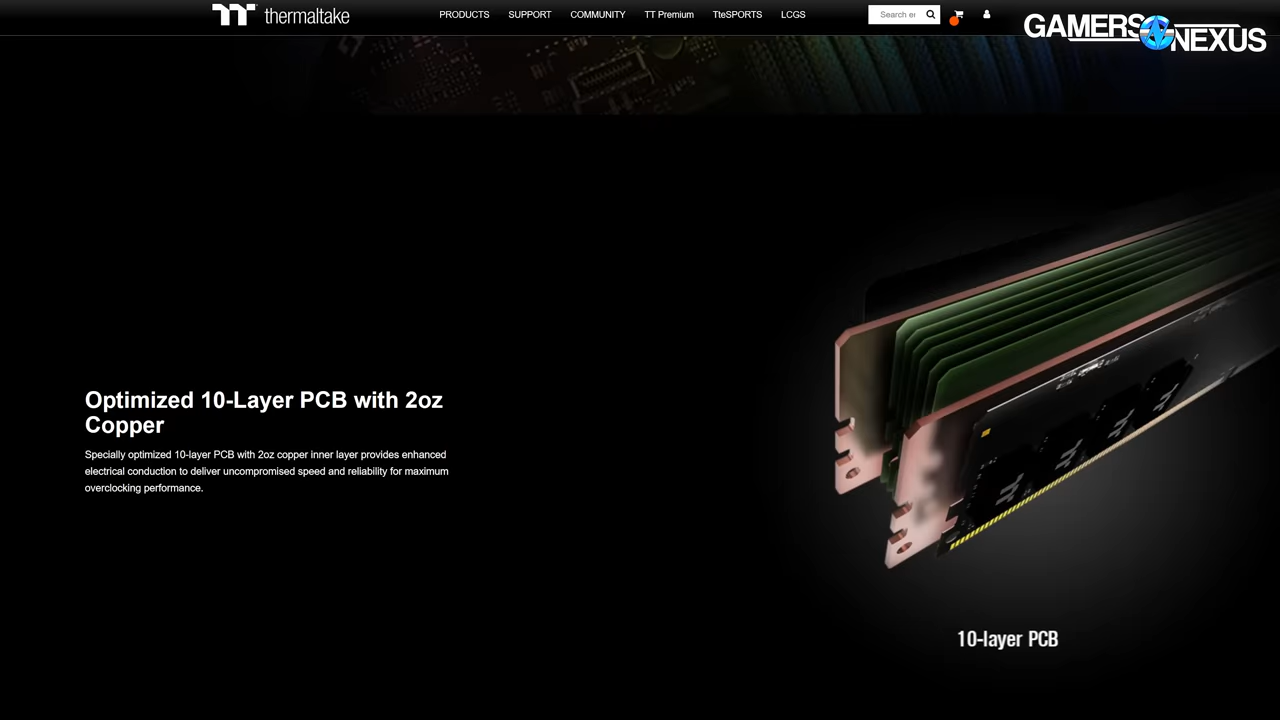 thermaltake
PRODUCTS SUPPORT COMMUNITY TT Premium TteSPORTS LCGS
Search
GAMERS NEXUS
Optimized 10-Layer PCB with 2oz
Copper
Specially optimized 10-layer PCB with 2oz copper inner layer provides enhanced
electrical conduction to deliver uncompromised speed and reliability for maximum
overclocking performance.
10-layer PCB